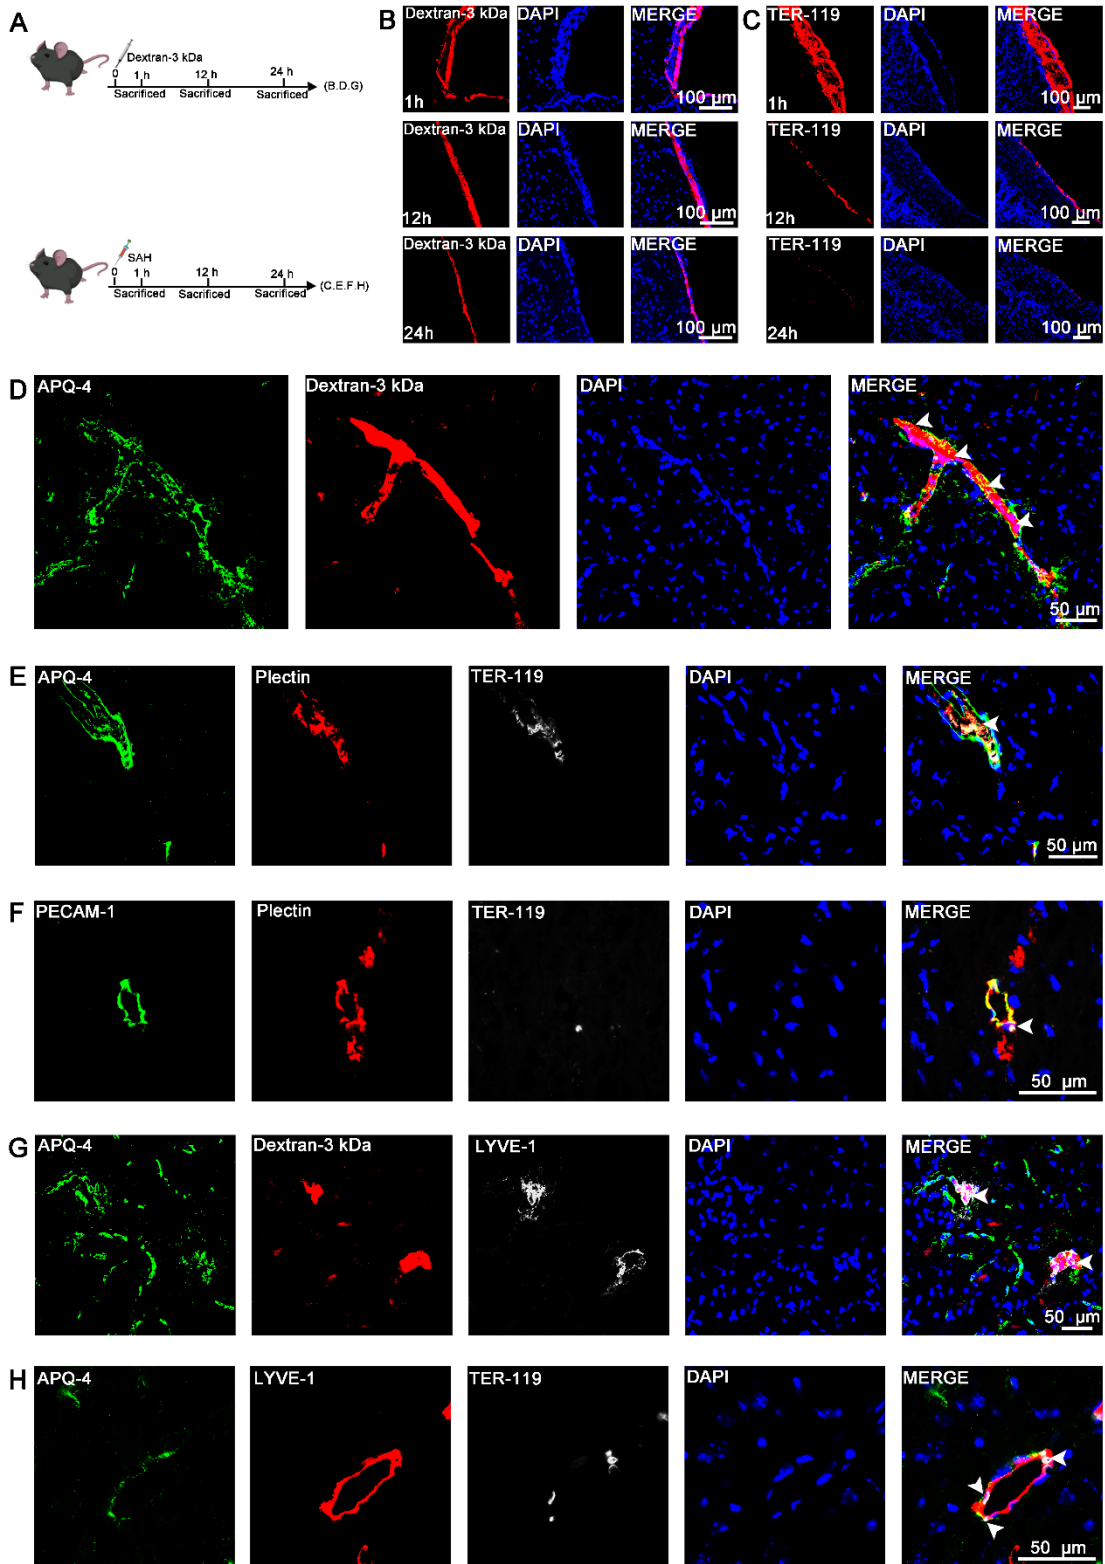 A
Dextran-3 kDa
0 1 h 12 h 24 h
Sacrificed Sacrificed Sacrificed
(B.D.G)
SAH
0 1 h 12 h 24 h
Sacrificed Sacrificed Sacrificed
(C.E.F.H)
B
Dextran-3 kDa DAPI MERGE
1h 100 µm
Dextran-3 kDa DAPI MERGE
12h 100 µm
Dextran-3 kDa DAPI MERGE
24h 100 µm
C
TER-119 DAPI MERGE
1h 100 µm
TER-119 DAPI MERGE
12h 100 µm
TER-119 DAPI MERGE
24h 100 µm
D
APQ-4 Dextran-3 kDa DAPI MERGE
50 µm
E
APQ-4 Plectin TER-119 DAPI MERGE
50 µm
F
PECAM-1 Plectin TER-119 DAPI MERGE
50 µm
G
APQ-4 Dextran-3 kDa LYVE-1 DAPI MERGE
50 µm
H
APQ-4 LYVE-1 TER-119 DAPI MERGE
50 µm